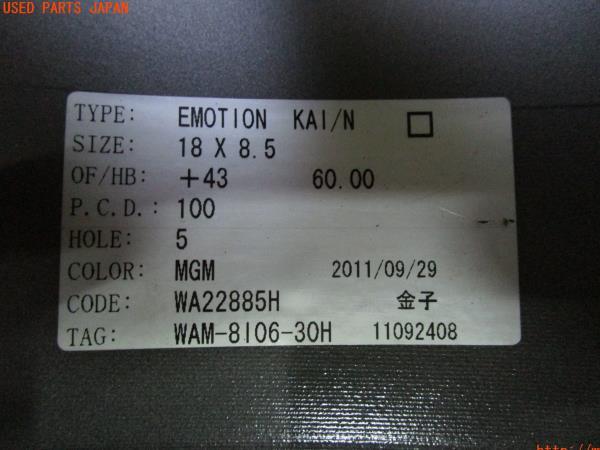 USED PARTS JAPAN
TYPE: EMOTION KAI/N □
SIZE: 18 X 8.5
OF/HB: +43 60.00
P.C.D.: 100
HOLE: 5
COLOR: MGM 2011/09/29
CODE: WA22885H 金子
TAG: WAM-8I06-30H 11092408